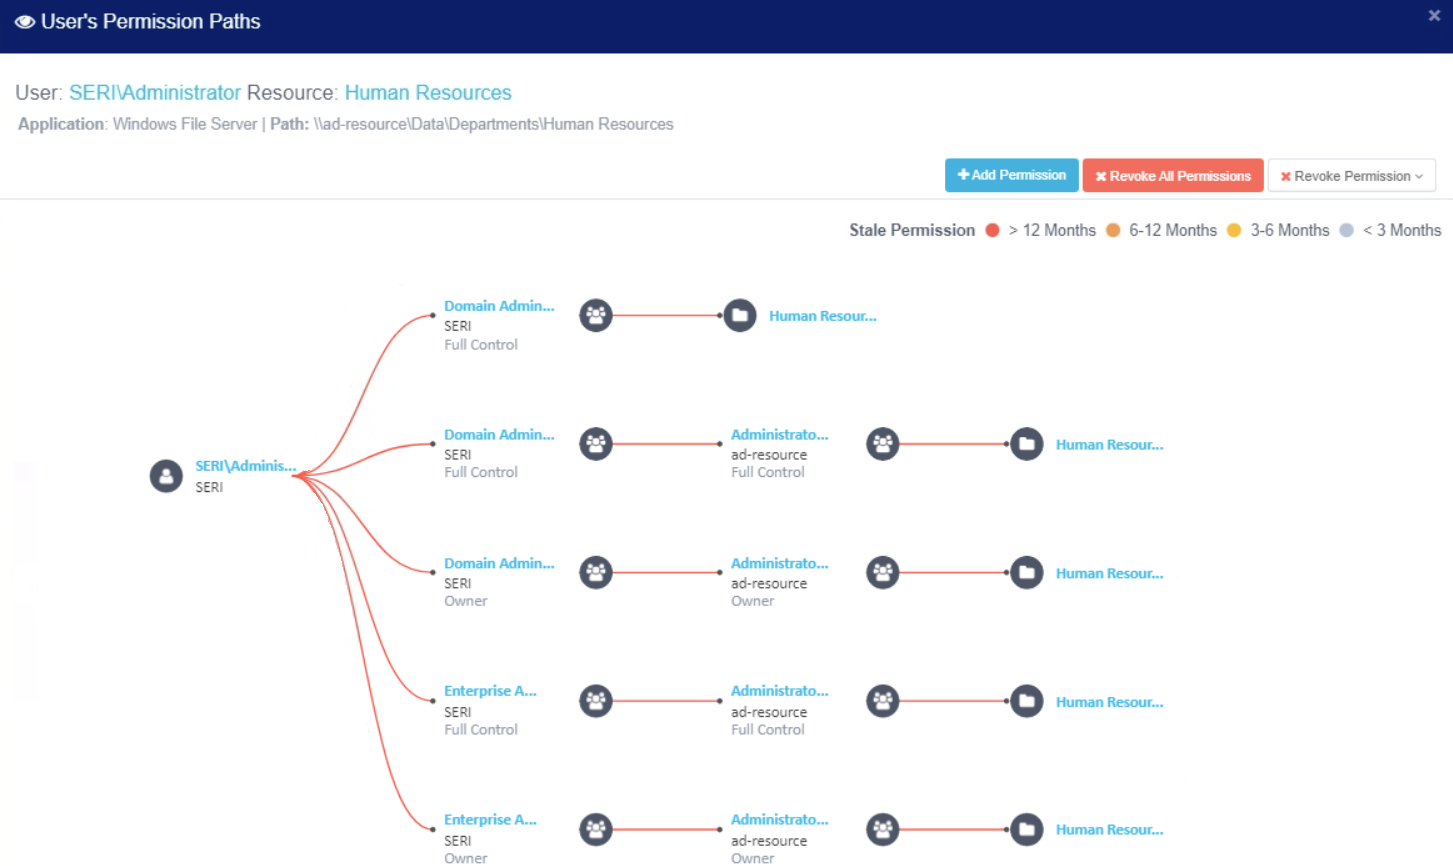 User's Permission Paths
×
User: SERI\Administrator Resource: Human Resources
Application: Windows File Server | Path: \\ad-resource\Data\Departments\Human Resources
Add Permission
Revoke All Permissions
Revoke Permission
Stale Permission > 12 Months 6-12 Months 3-6 Months < 3 Months
Domain Admin...
SERI
Full Control
Human Resour...
Domain Admin...
SERI
Full Control
Administrato...
ad-resource
Full Control
Human Resour...
SERI\Adminis...
SERI
Domain Admin...
SERI
Owner
Administrato...
ad-resource
Owner
Human Resour...
Enterprise A...
SERI
Full Control
Administrato...
ad-resource
Full Control
Human Resour...
Enterprise A...
SERI
Owner
Administrato...
ad-resource
Owner
Human Resour...